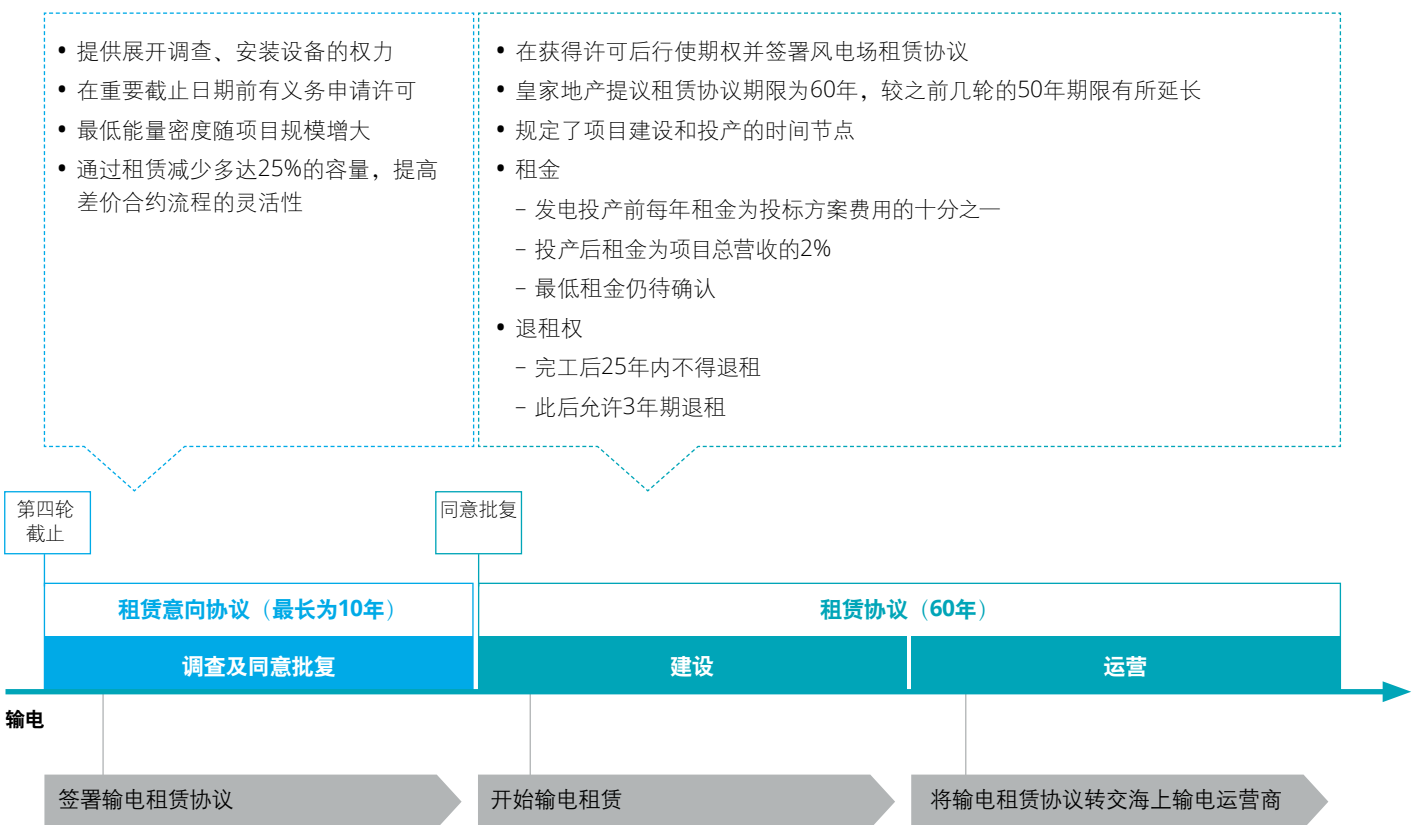 • 提供展开调查、安装设备的权力
• 在重要截止日期前有义务申请许可
• 最低能量密度随项目规模增大
• 通过租赁减少多达25%的容量，提高
差价合约流程的灵活性
• 在获得许可后行使期权并签署风电场租赁协议
• 皇家地产提议租赁协议期限为60年，较之前几轮的50年期限有所延长
• 规定了项目建设和投产的时间节点
• 租金
– 发电投产前每年租金为投标方案费用的十分之一
– 投产后租金为项目总营收的2%
– 最低租金仍待确认
• 退租权
– 完工后25年内不得退租
– 此后允许3年期退租
第四轮
截止
同意批复
租赁意向协议（最长为10年）
租赁协议（60年）
调查及同意批复
建设
运营
输电
签署输电租赁协议
开始输电租赁
将输电租赁协议转交海上输电运营商